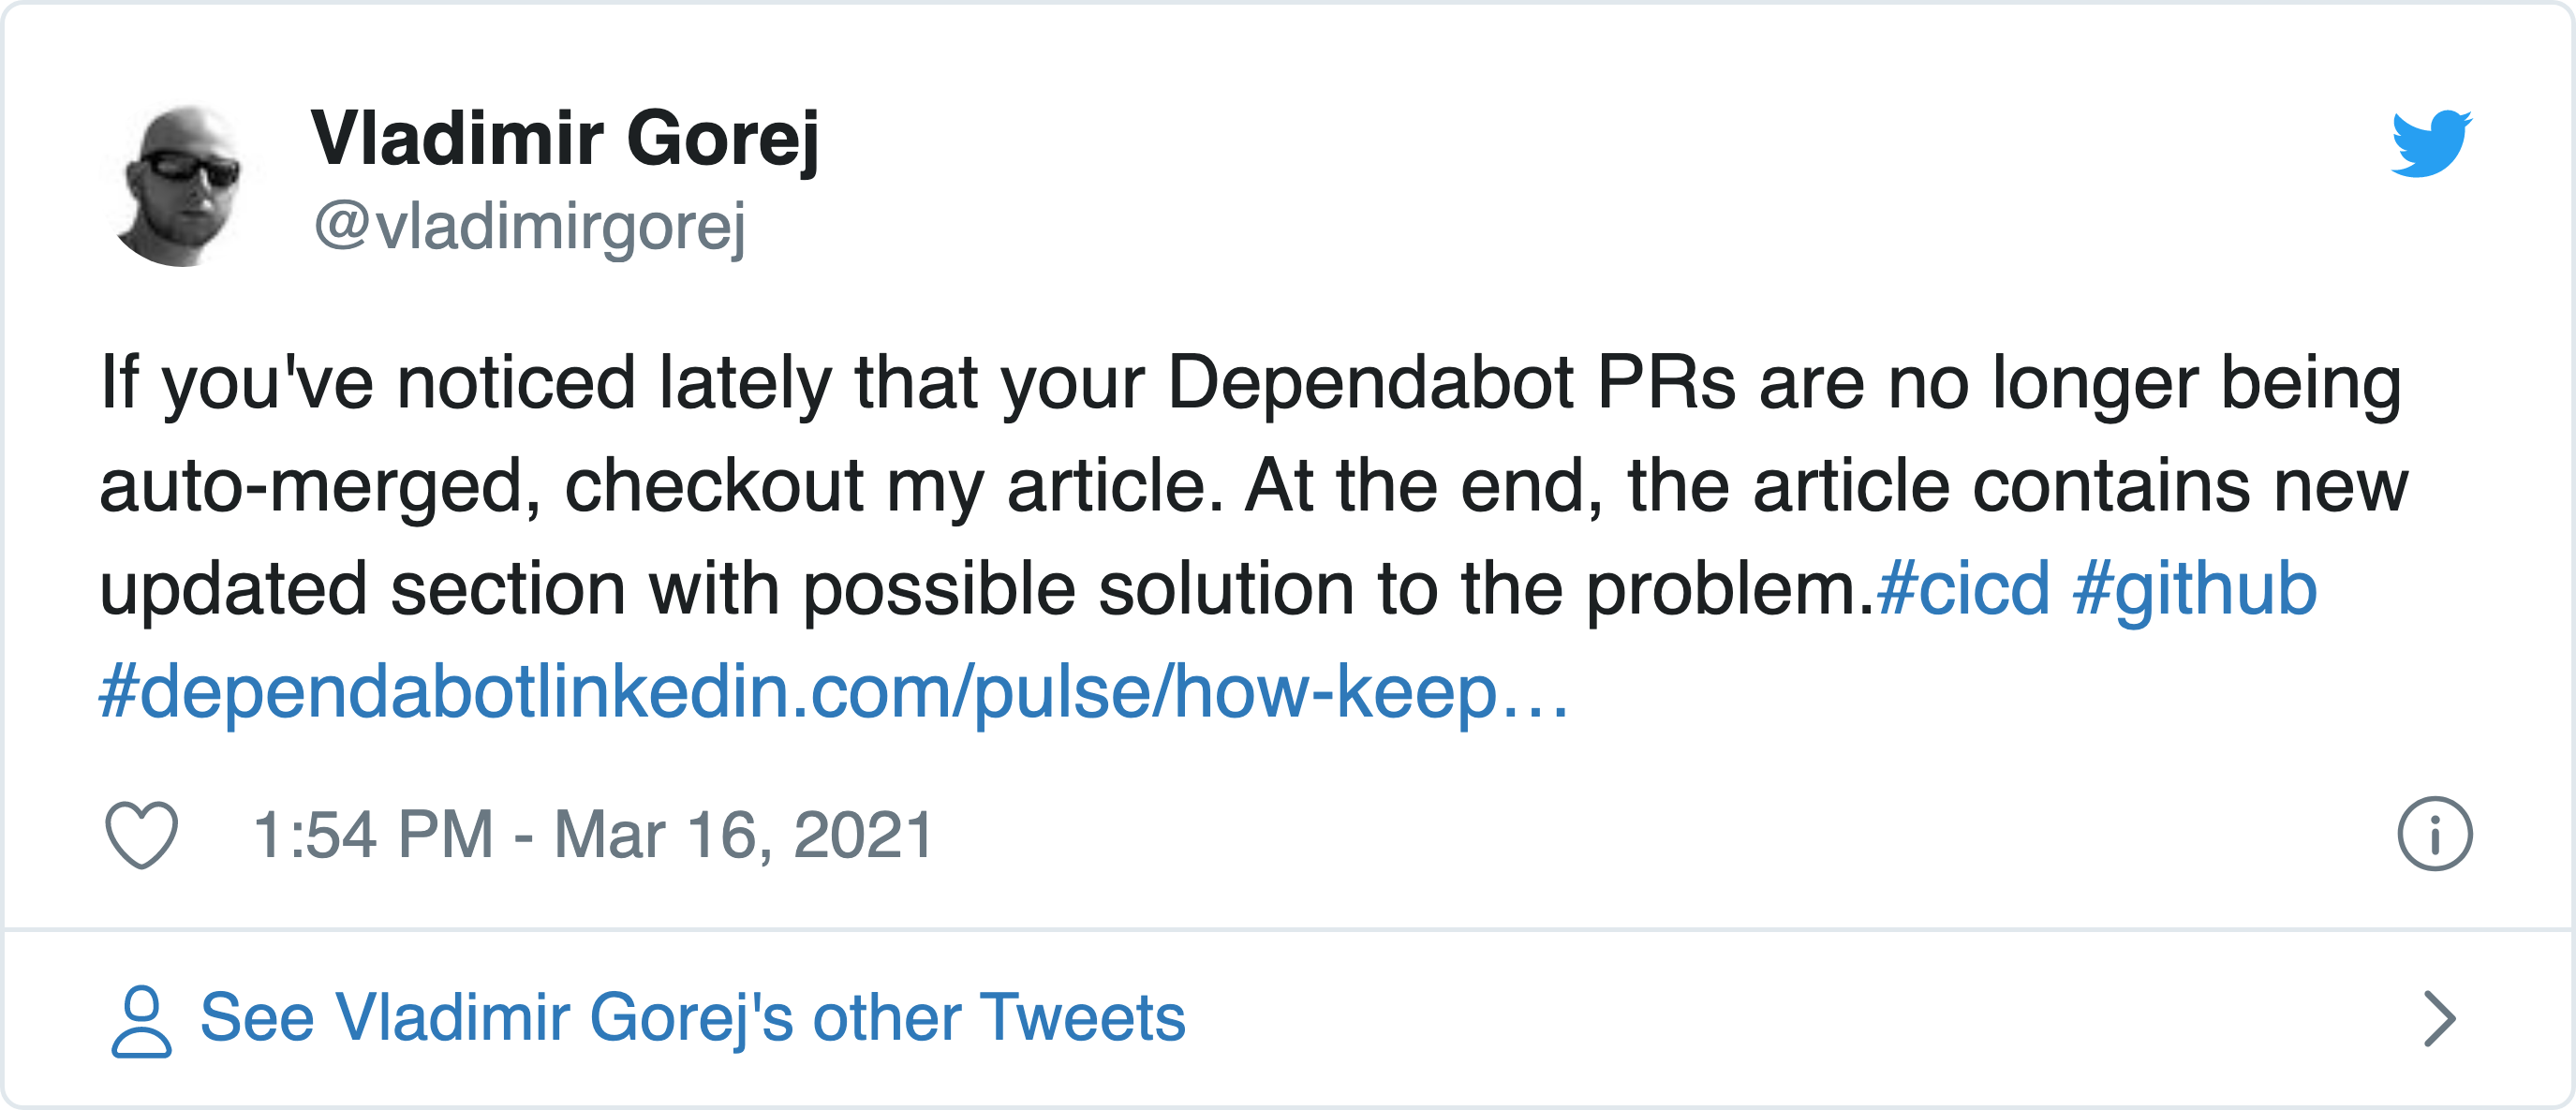 Vladimir Gorej
@vladimirgorej
If you've noticed lately that your Dependabot PRs are no longer being
auto-merged, checkout my article. At the end, the article contains new
updated section with possible solution to the problem.#cicd #github
#dependabotlinkedin.com/pulse/how-keep…
1:54 PM - Mar 16, 2021
See Vladimir Gorej's other Tweets